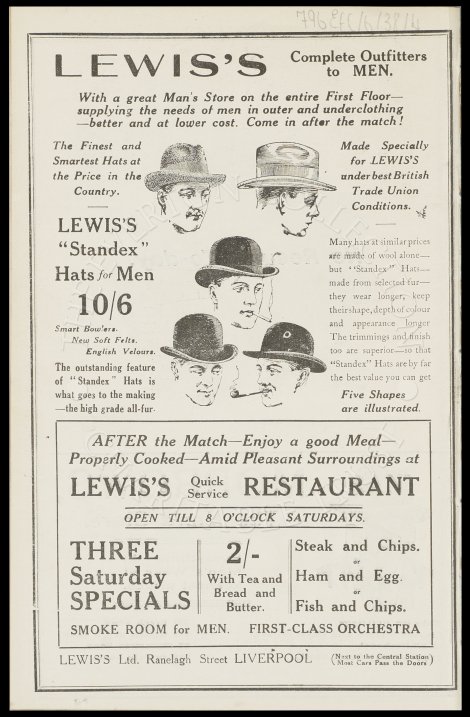 LEWIS'S
Complete Outfitters
to MEN.
With a great Man's Store on the entire First Floor—
supplying the needs of men in outer and underclothing
—better and at lower cost. Come in after the match!
The Finest and
Smartest Hats at
the Price in the
Country.
Made Specially
for LEWIS'S
under best British
Trade Union
Conditions.
LEWIS'S
"Standex"
Hats for Men
10/6
Smart Bowlers.
New Soft Felts.
English Velours.
The outstanding feature
of "Standex" Hats is
what goes to the making
—the high grade all-fur.
Many hats at similar prices
are made of wool alone—
but "Standex" Hats—
made from selected fur—
they wear longer, keep
their shape, depth of colour
and appearance longer
The trimmings and finish
too are superior—so that
"Standex" Hats are by far
the best value you can get
Five Shapes
are illustrated.
AFTER the Match—Enjoy a good Meal—
Properly Cooked—Amid Pleasant Surroundings at
LEWIS'S Quick Service RESTAURANT
OPEN TILL 8 O'CLOCK SATURDAYS.
THREE
Saturday
SPECIALS
2/-
With Tea and
Bread and
Butter.
Steak and Chips.
or
Ham and Egg.
or
Fish and Chips.
SMOKE ROOM for MEN. FIRST-CLASS ORCHESTRA
LEWIS'S Ltd. Ranelagh Street LIVERPOOL (Next to the Central Station)
(Most Cars Pass the Doors)